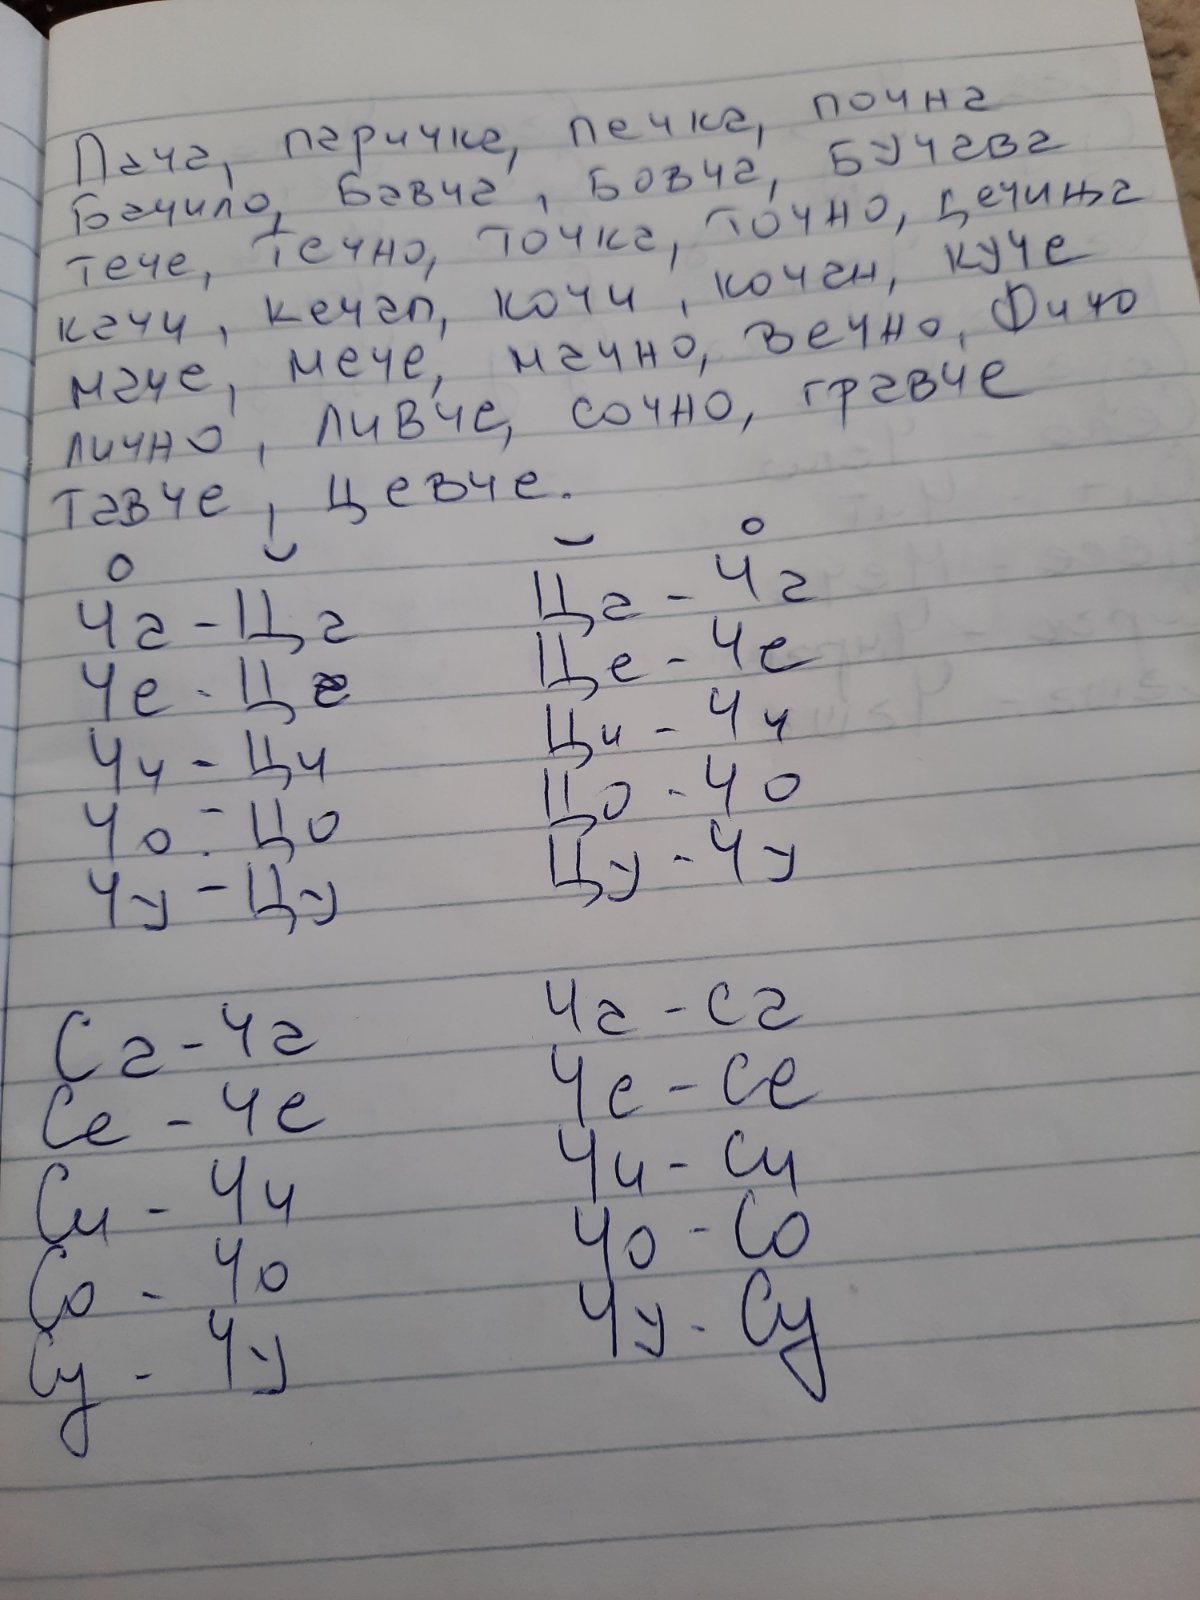 Пача, паричка, печка, почна
Бачило, Бавча, Бовча, Бучава
тече, течно, точка, точно, дечиња
качи, кечап, кочи, кочан, куче
маче, мече, мачно, вечно, Фичо
лично, ливче, сочно, гравче
тавче, цевче.
Ча - Ца Ца - Ча
Че - Це Це - Че
Чи - Ци Ци - Чи
Чо - Цо Цо - Чо
Чу - Цу Цу - Чу
Са - Ча Ча - Са
Се - Че Че - Се
Си - Чи Чи - Си
Со - Чо Чо - Со
Су - Чу Чу - Су